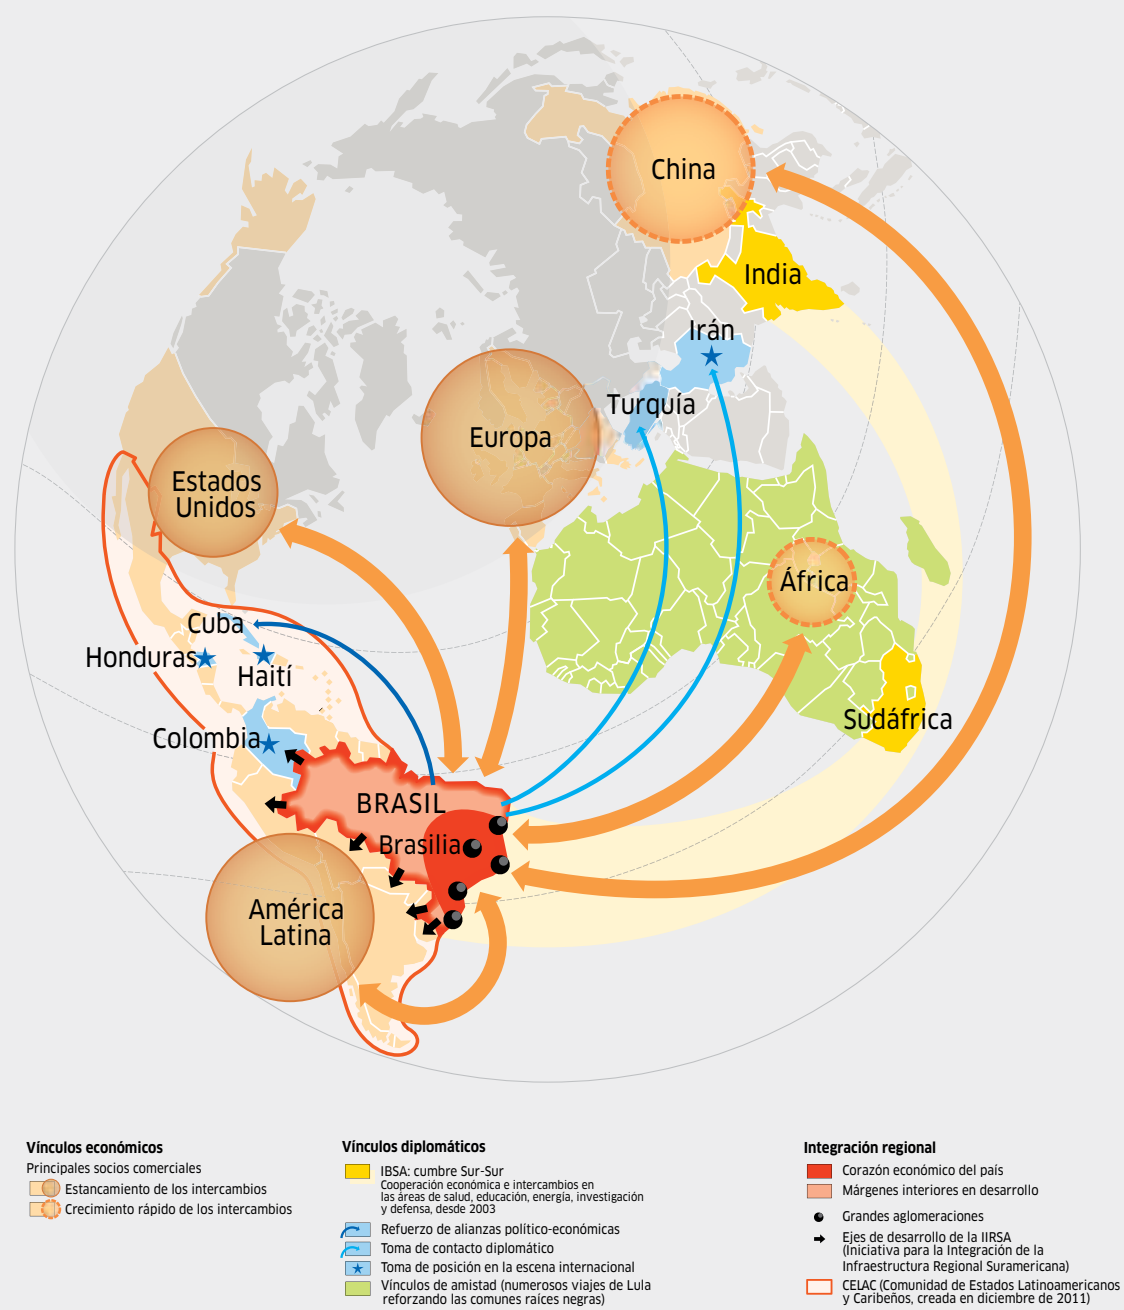 China
India
Irán
Turquía
Europa
Estados
Unidos
África
Cuba
Honduras
Haití
Sudáfrica
Colombia
BRASIL
Brasilia
América
Latina
Vínculos económicos
Principales socios comerciales
Estancamiento de los intercambios
Crecimiento rápido de los intercambios
Vínculos diplomáticos
IBSA: cumbre Sur-Sur
Cooperación económica e intercambios en
las áreas de salud, educación, energía, investigación
y defensa, desde 2003
Refuerzo de alianzas político-económicas
Toma de contacto diplomático
Toma de posición en la escena internacional
Vínculos de amistad (numerosos viajes de Lula
reforzando las comunes raíces negras)
Integración regional
Corazón económico del país
Márgenes interiores en desarrollo
Grandes aglomeraciones
Ejes de desarrollo de la IIRSA
(Iniciativa para la Integración de la
Infraestructura Regional Suramericana)
CELAC (Comunidad de Estados Latinoamericanos
y Caribeños, creada en diciembre de 2011)